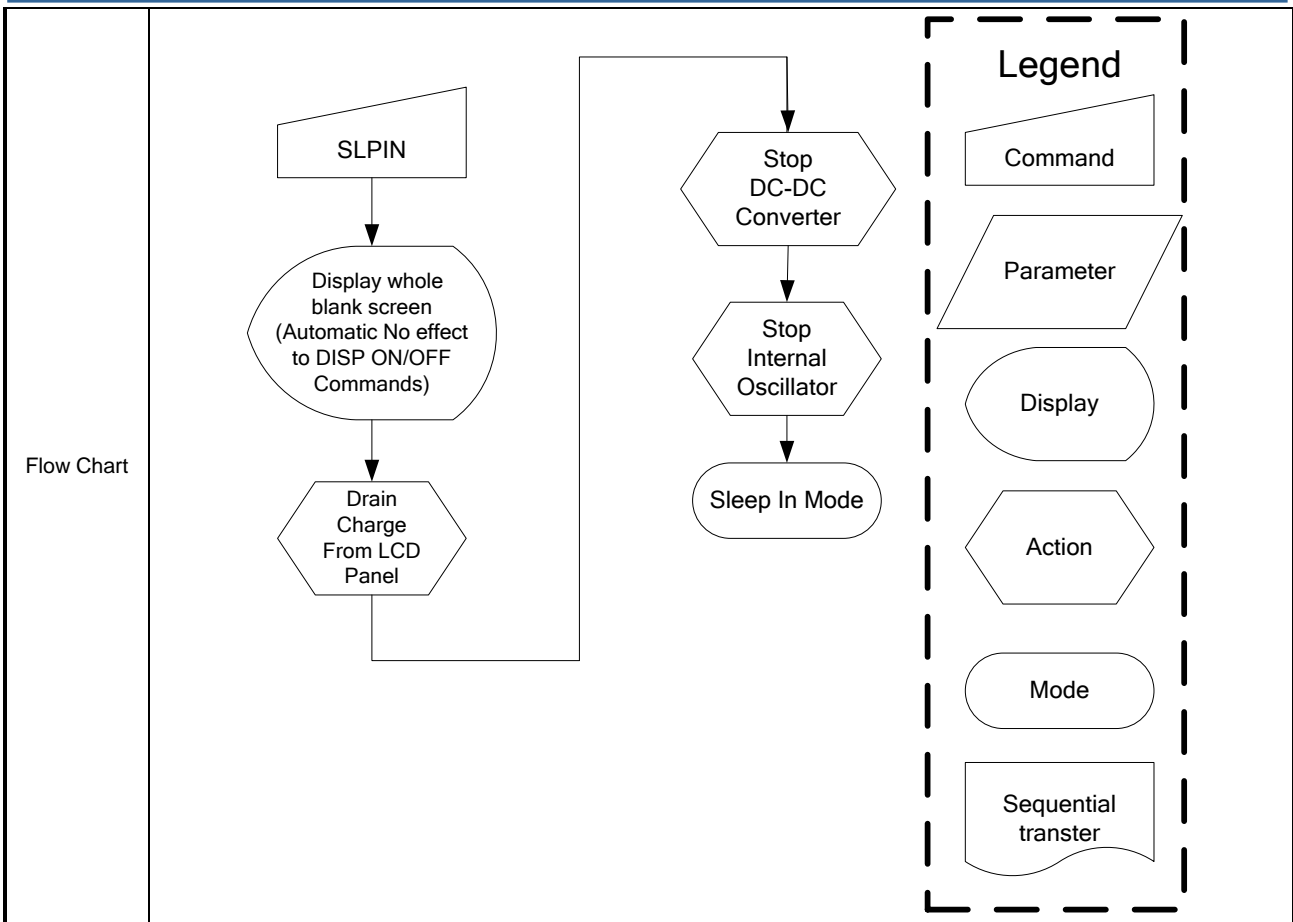 Flow Chart
SLPIN
Display whole
blank screen
(Automatic No effect
to DISP ON/OFF
Commands)
Drain
Charge
From LCD
Panel
Stop
DC-DC
Converter
Stop
Internal
Oscillator
Sleep In Mode
Legend
Command
Parameter
Display
Action
Mode
Sequential
transter